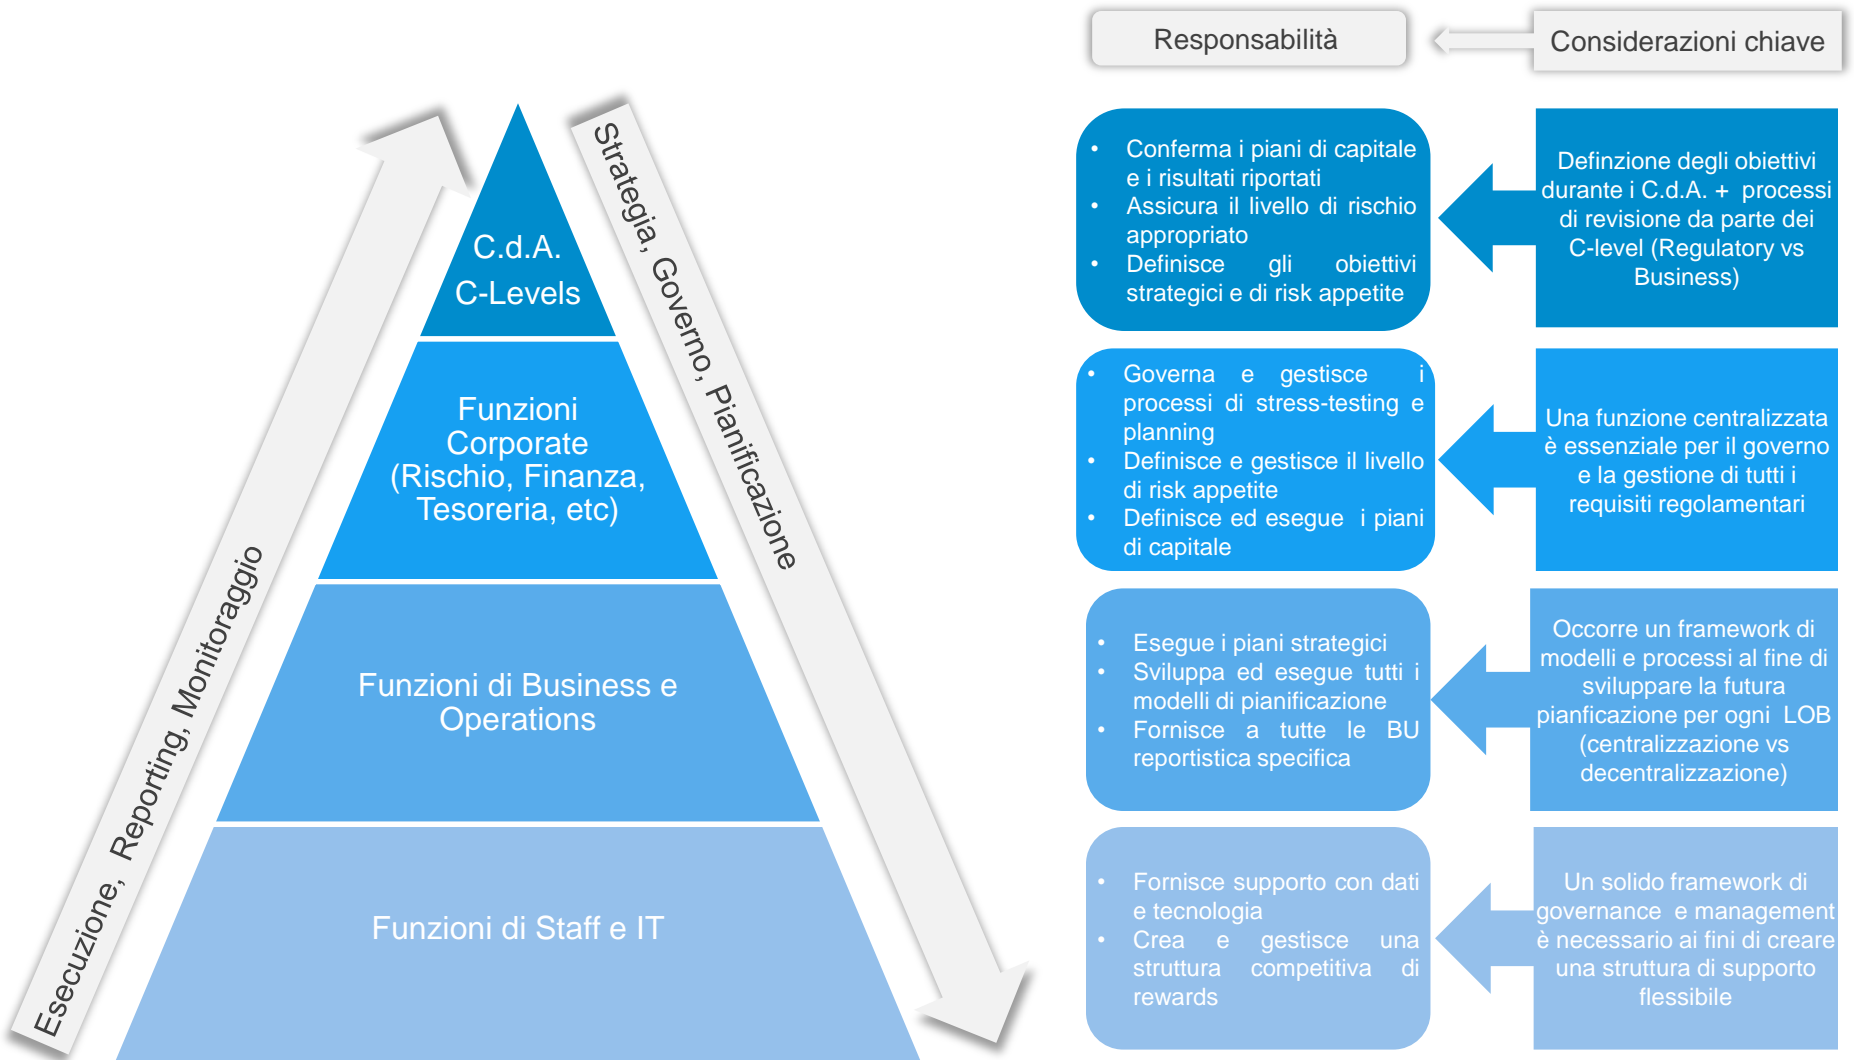 Responsabilità
Considerazioni chiave
Esecuzione, Reporting, Monitoraggio
Strategia, Governo, Pianificazione
C.d.A.
C-Levels
• Conferma i piani di capitale
e i risultati riportati
• Assicura il livello di rischio
appropriato
• Definisce gli obiettivi
strategici e di risk appetite
Definzione degli obiettivi
durante i C.d.A. + processi
di revisione da parte dei
C-level (Regulatory vs
Business)
Funzioni
Corporate
(Rischio, Finanza,
Tesoreria, etc)
• Governa e gestisce i
processi di stress-testing e
planning
• Definisce e gestisce il livello
di risk appetite
• Definisce ed esegue i piani
di capitale
Una funzione centralizzata
è essenziale per il governo
e la gestione di tutti i
requisiti regolamentari
Funzioni di Business e
Operations
• Esegue i piani strategici
• Sviluppa ed esegue tutti i
modelli di pianificazione
• Fornisce a tutte le BU
reportistica specifica
Occorre un framework di
modelli e processi al fine di
sviluppare la futura
pianficazione per ogni LOB
(centralizzazione vs
decentralizzazione)
Funzioni di Staff e IT
• Fornisce supporto con dati
e tecnologia
• Crea e gestisce una
struttura competitiva di
rewards
Un solido framework di
governance e management
è necessario ai fini di creare
una struttura di supporto
flessibile